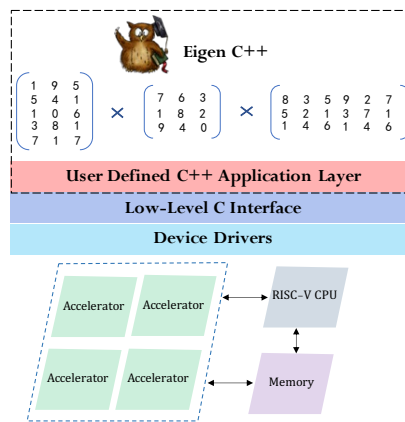 Eigen C++
1 9 5
5 4 1
1 0 6
3 8 1
7 1 7
×
7 6 3
1 8 2
9 4 0
×
8 3 5 9 2 7
5 2 1 3 7 1
1 4 6 1 4 6
User Defined C++ Application Layer
Low-Level C Interface
Device Drivers
Accelerator Accelerator
RISC-V CPU
Accelerator Accelerator
Memory